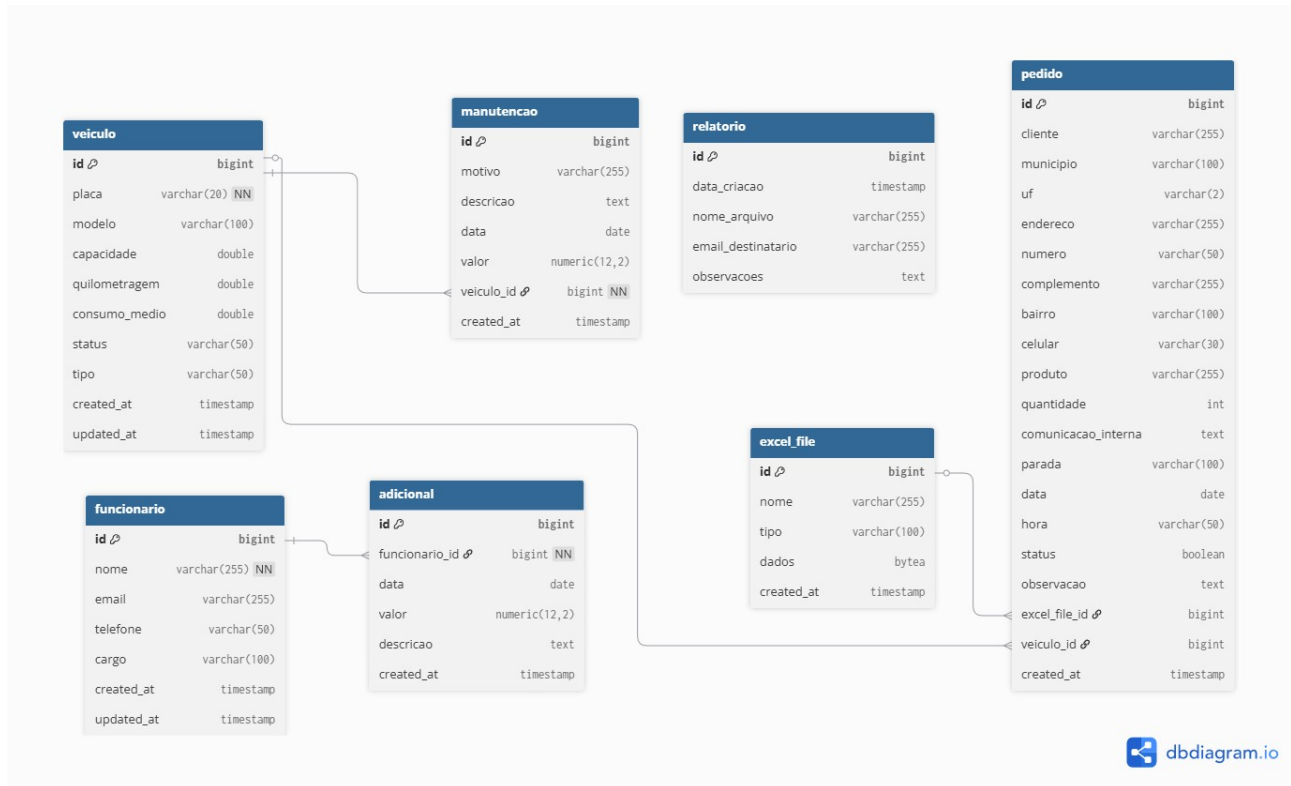 veiculo
id bigint
placa varchar(20) NN
modelo varchar(100)
capacidade double
quilometragem double
consumo_medio double
status varchar(50)
tipo varchar(50)
created_at timestamp
updated_at timestamp
manutencao
id bigint
motivo varchar(255)
descricao text
data date
valor numeric(12,2)
veiculo_id bigint NN
created_at timestamp
relatorio
id bigint
data_criacao timestamp
nome_arquivo varchar(255)
email_destinatario varchar(255)
observacoes text
pedido
id bigint
cliente varchar(255)
municipio varchar(100)
uf varchar(2)
endereco varchar(255)
numero varchar(50)
complemento varchar(255)
bairro varchar(100)
celular varchar(30)
produto varchar(255)
quantidade int
comunicacao_interna text
parada varchar(100)
data date
hora varchar(50)
status boolean
observacao text
excel_file_id bigint
veiculo_id bigint
created_at timestamp
funcionario
id bigint
nome varchar(255) NN
email varchar(255)
telefone varchar(50)
cargo varchar(100)
created_at timestamp
updated_at timestamp
adicional
id bigint
funcionario_id bigint NN
data date
valor numeric(12,2)
descricao text
created_at timestamp
excel_file
id bigint
nome varchar(255)
tipo varchar(100)
dados bytea
created_at timestamp
dbdiagram.io